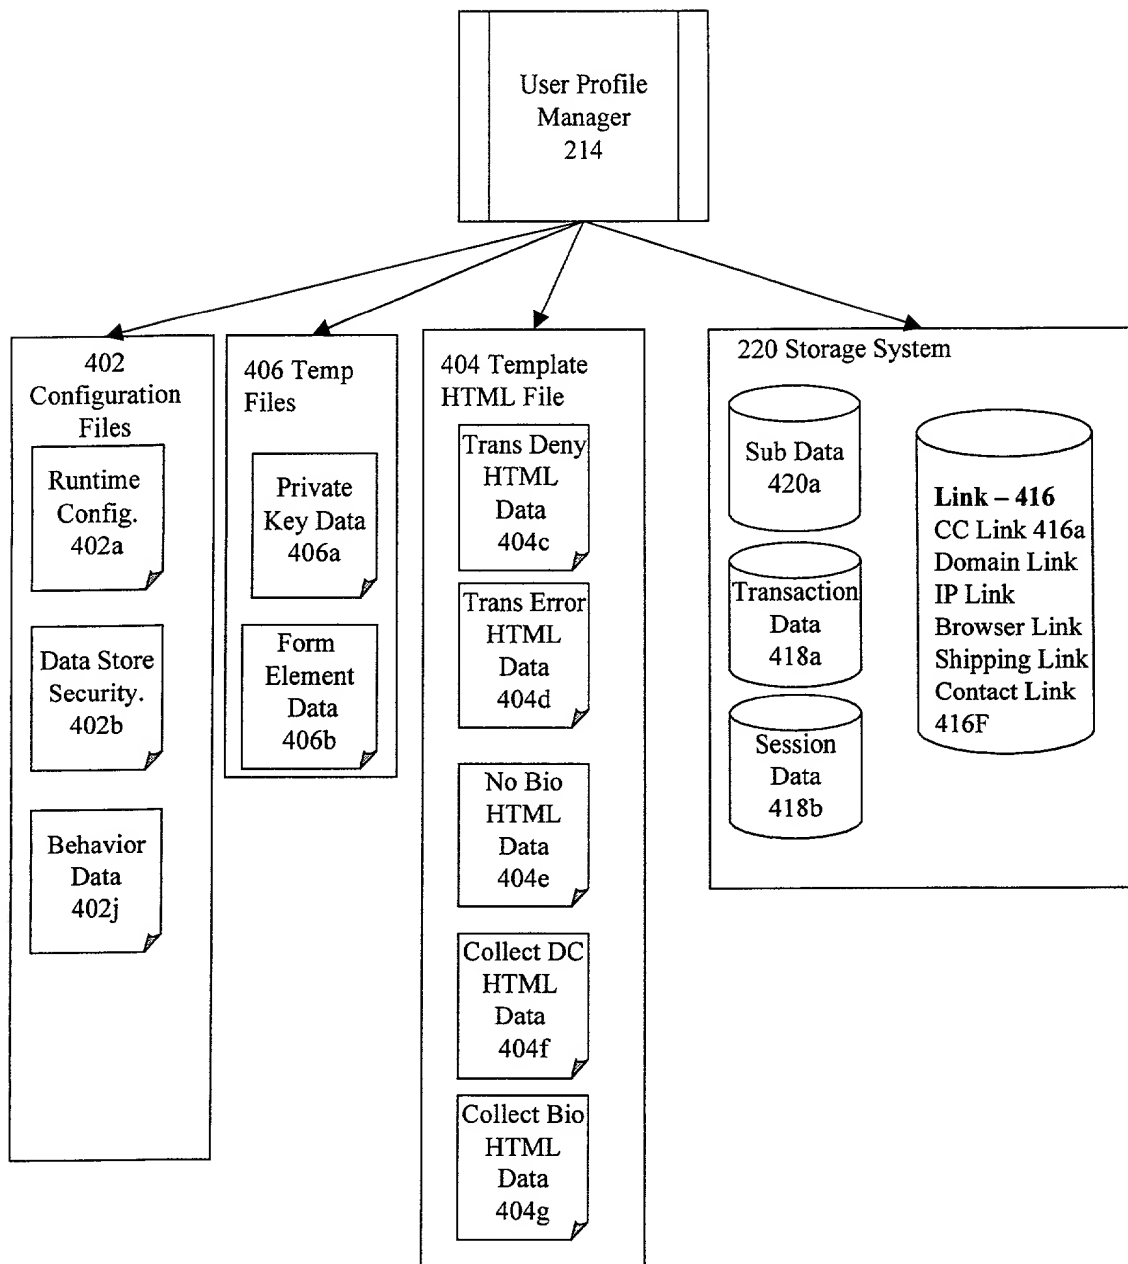 User Profile
Manager
214
402
Configuration
Files
Runtime
Config.
402a
Data Store
Security.
402b
Behavior
Data
402j
406 Temp
Files
Private
Key Data
406a
Form
Element
Data
406b
404 Template
HTML File
Trans Deny
HTML
Data
404c
Trans Error
HTML
Data
404d
No Bio
HTML
Data
404e
Collect DC
HTML
Data
404f
Collect Bio
HTML
Data
404g
220 Storage System
Sub Data
420a
Transaction
Data
418a
Session
Data
418b
Link – 416
CC Link 416a
Domain Link
IP Link
Browser Link
Shipping Link
Contact Link
416F